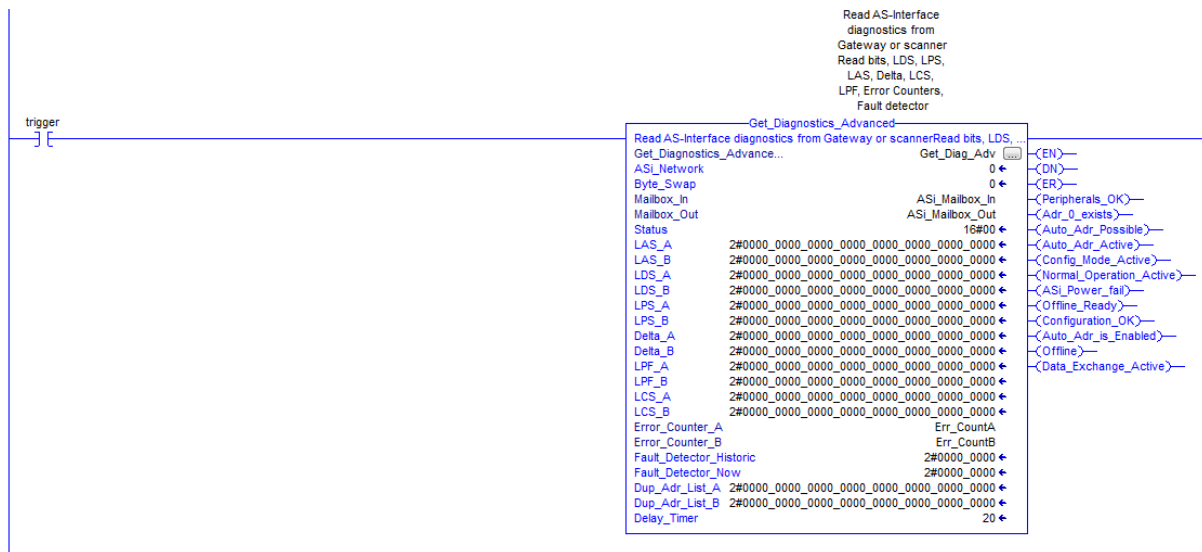 Read AS-Interface
diagnostics from
Gateway or scanner
Read bits, LDS, LPS,
LAS, Delta, LCS,
LPF, Error Counters,
Fault detector
trigger
Get_Diagnostics_Advanced
Read AS-Interface diagnostics from Gateway or scannerRead bits, LDS, ...
Get_Diagnostics_Advance... Get_Diag_Adv ... (EN)
ASi_Network 0 (DN)
Byte_Swap 0 (ER)
Mailbox_In ASi_Mailbox_In (Peripherals_OK)
Mailbox_Out ASi_Mailbox_Out (Adr_0_exists)
Status 16#00 (Auto_Adr_Possible)
LAS_A 2#0000_0000_0000_0000_0000_0000_0000_0000 (Auto_Adr_Active)
LAS_B 2#0000_0000_0000_0000_0000_0000_0000_0000 (Config_Mode_Active)
LDS_A 2#0000_0000_0000_0000_0000_0000_0000_0000 (Normal_Operation_Active)
LDS_B 2#0000_0000_0000_0000_0000_0000_0000_0000 (ASi_Power_fail)
LPS_A 2#0000_0000_0000_0000_0000_0000_0000_0000 (Offline_Ready)
LPS_B 2#0000_0000_0000_0000_0000_0000_0000_0000 (Configuration_OK)
Delta_A 2#0000_0000_0000_0000_0000_0000_0000_0000 (Auto_Adr_is_Enabled)
Delta_B 2#0000_0000_0000_0000_0000_0000_0000_0000 (Offline)
LPF_A 2#0000_0000_0000_0000_0000_0000_0000_0000 (Data_Exchange_Active)
LPF_B 2#0000_0000_0000_0000_0000_0000_0000_0000
LCS_A 2#0000_0000_0000_0000_0000_0000_0000_0000
LCS_B 2#0000_0000_0000_0000_0000_0000_0000_0000
Error_Counter_A Err_CountA
Error_Counter_B Err_CountB
Fault_Detector_Historic 2#0000_0000
Fault_Detector_Now 2#0000_0000
Dup_Adr_List_A 2#0000_0000_0000_0000_0000_0000_0000_0000
Dup_Adr_List_B 2#0000_0000_0000_0000_0000_0000_0000_0000
Delay_Timer 20